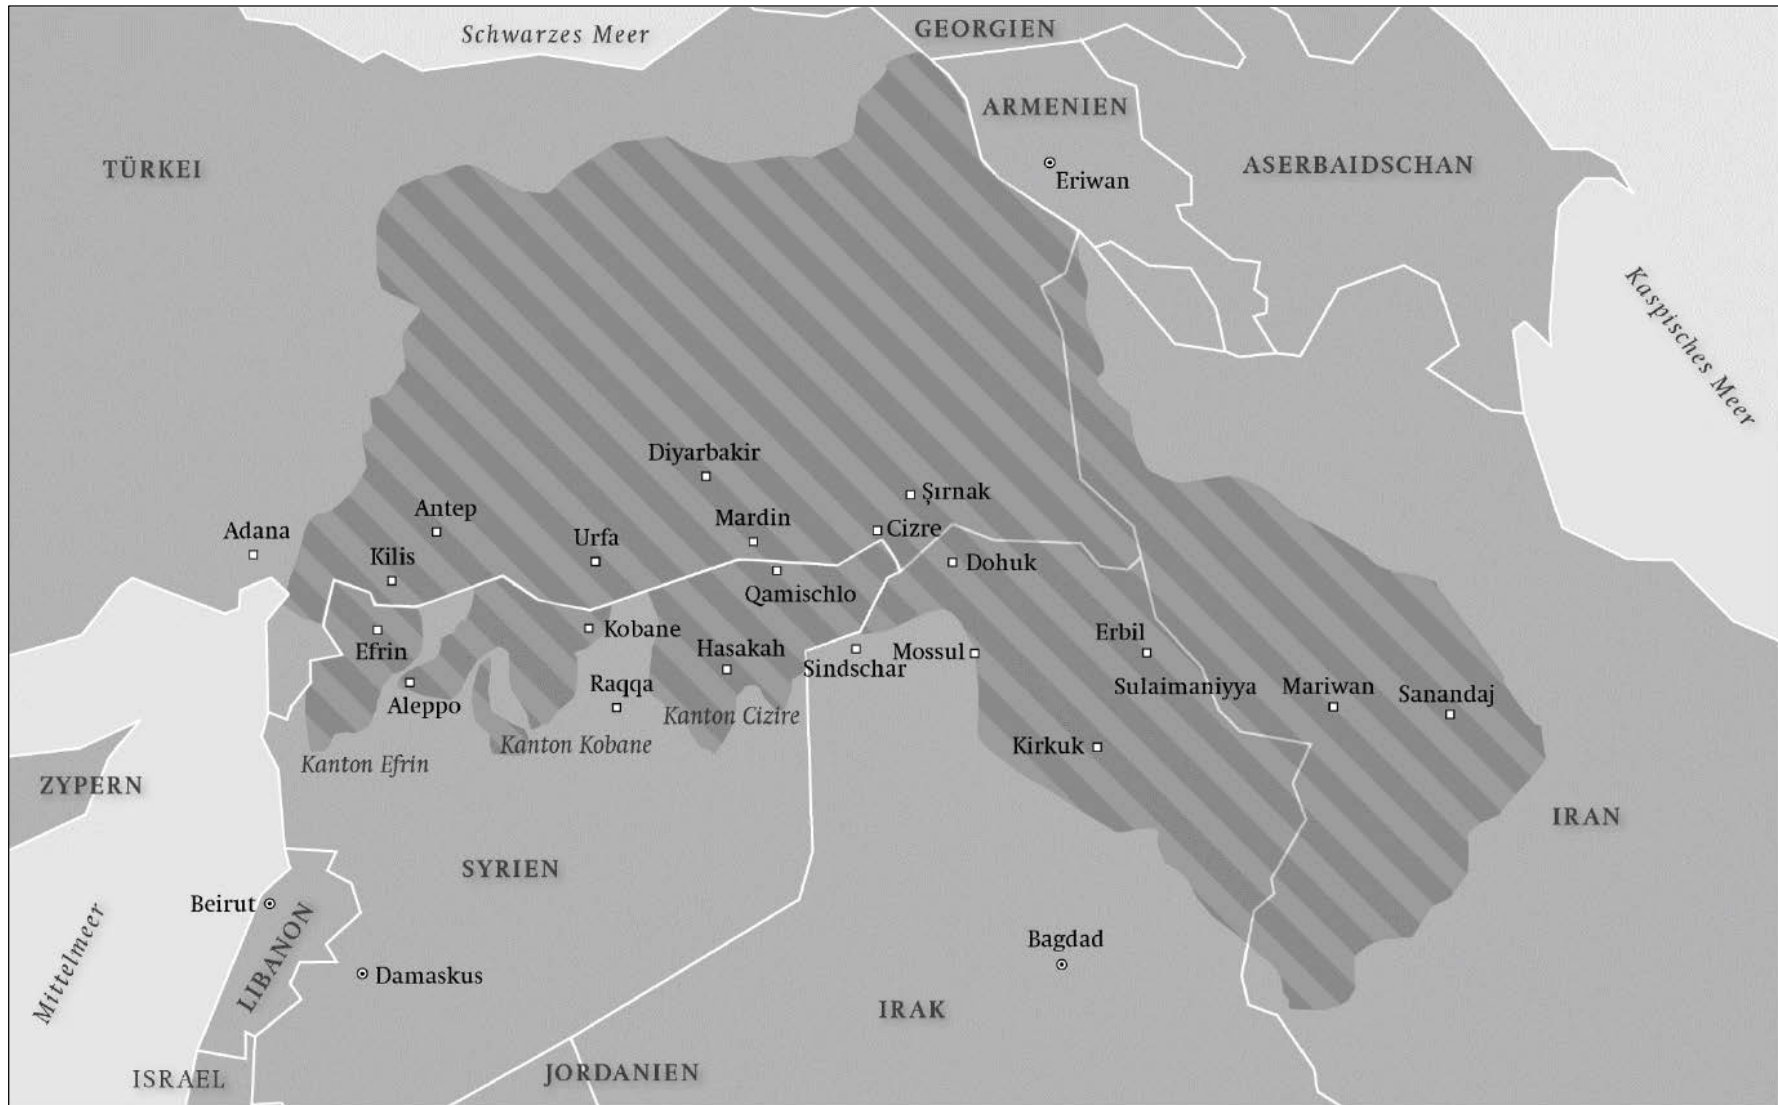 Schwarzes Meer
GEORGIEN
ARMENIEN
TÜRKEI
ASERBAIDSCHAN
Eriwan
Kaspisches Meer
Diyarbakir
Şırnak
Antep
Mardin
Adana
Urfa
Cizre
Kilis
Dohuk
Qamischlo
Kobane
Erbil
Efrin
Hasakah
Mossul
Sindschar
Raqqa
Sulaimaniyya
Mariwan
Sanandaj
Aleppo
Kanton Cizire
Kanton Kobane
Kirkuk
Kanton Efrin
ZYPERN
IRAN
SYRIEN
Beirut
LIBANON
Bagdad
Mittelmeer
Damaskus
IRAK
JORDANIEN
ISRAEL